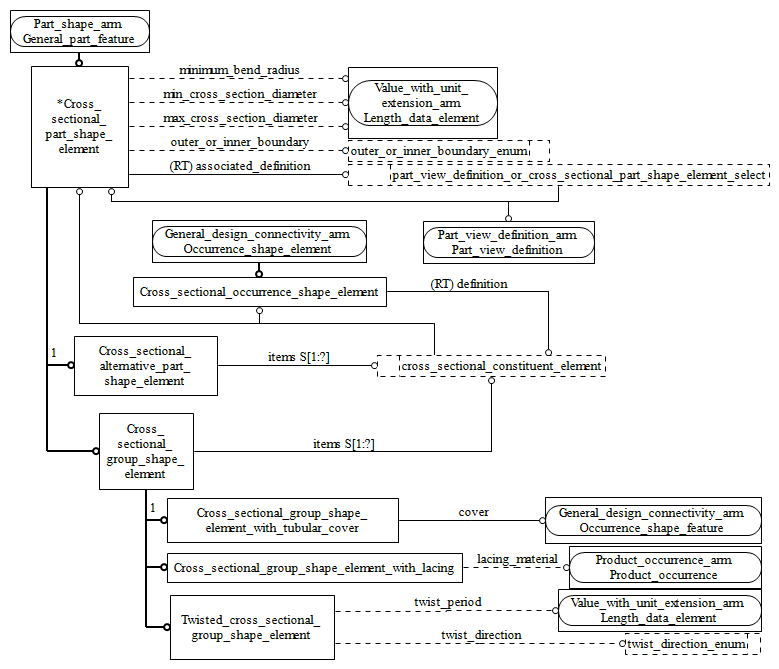 Part_shape_arm
General_part_feature
*Cross_
sectional_
part_shape_
element
minimum_bend_radius
min_cross_section_diameter
max_cross_section_diameter
outer_or_inner_boundary
(RT) associated_definition
Value_with_unit_
extension_arm
Length_data_element
outer_or_inner_boundary_enum
part_view_definition_or_cross_sectional_part_shape_element_select
General_design_connectivity_arm
Occurrence_shape_element
Part_view_definition_arm
Part_view_definition
Cross_sectional_occurrence_shape_element
(RT) definition
1
Cross_sectional_
alternative_part_
shape_element
items S[1:?]
cross_sectional_constituent_element
Cross_
sectional_
group_shape_
element
items S[1:?]
1
Cross_sectional_group_shape_
element_with_tubular_cover
cover
General_design_connectivity_arm
Occurrence_shape_feature
Cross_sectional_group_shape_element_with_lacing
lacing_material
Product_occurrence_arm
Product_occurrence
Twisted_cross_sectional_
group_shape_element
twist_period
Value_with_unit_extension_arm
Length_data_element
twist_direction
twist_direction_enum